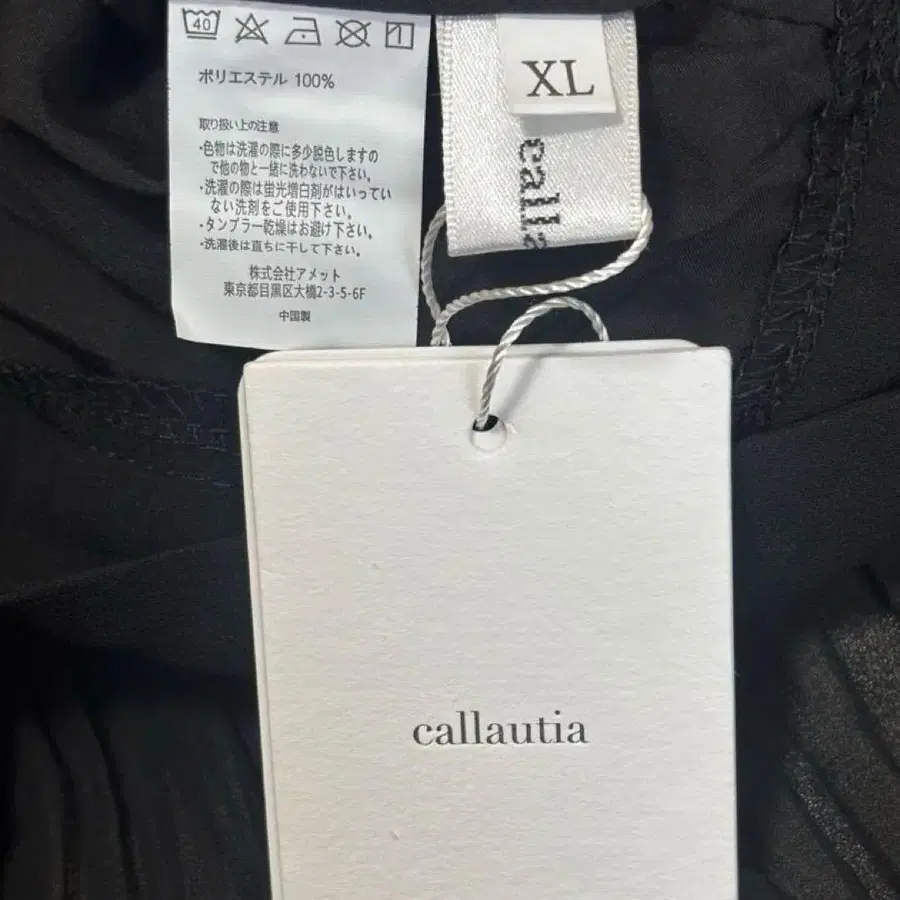 40
ポリエステル 100%
取り扱い上の注意
・色物は洗濯の際に多少脱色しますの
で他の物と一緒に洗わないで下さい。
・洗濯の際は蛍光増白剤がはいってい
ない洗剤をご使用下さい。
・タンブラー乾燥はお避け下さい。
・洗濯後は直ちに干して下さい。
株式会社アメット
東京都目黒区大橋2-3-5-6F
中国製
XL
calla
callautia